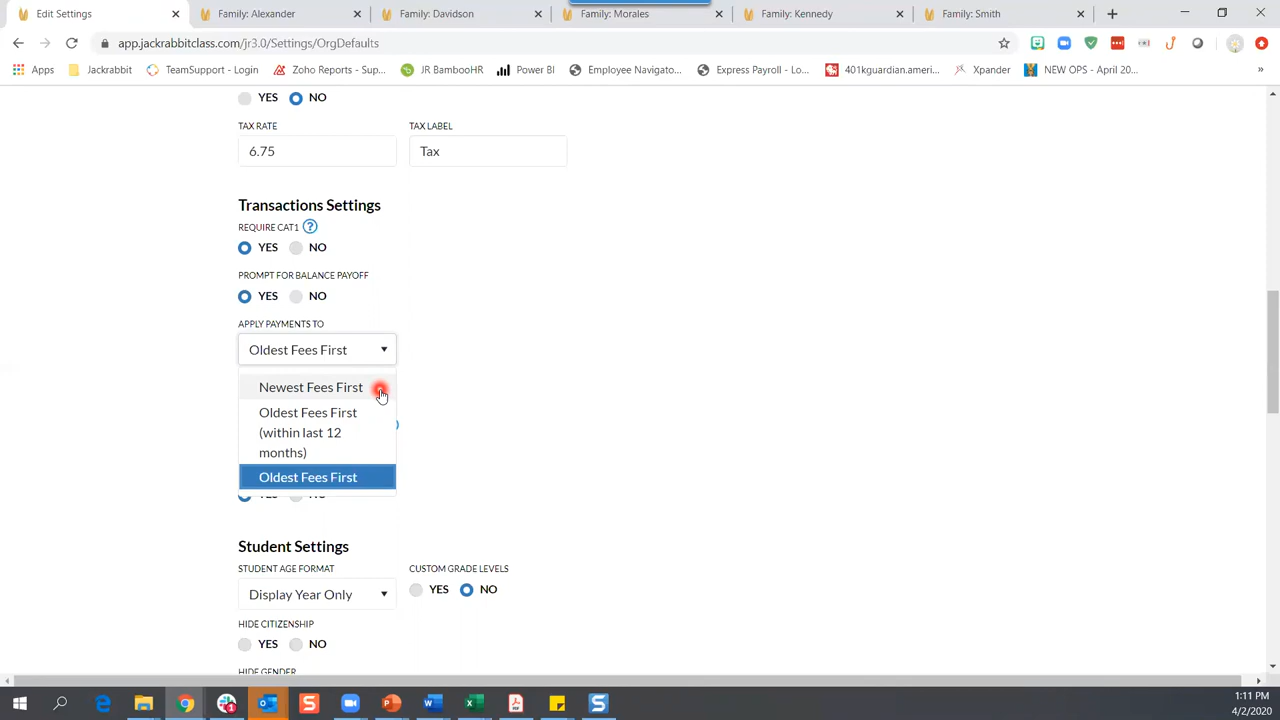 Edit Settings
Family: Alexander
Family: Davidson
Family: Morales
Family: Kennedy
Family: Smith
app.jackrabbitclass.com/jr3.0/Settings/OrgDefaults
Apps
Jackrabbit
TeamSupport - Login
Zoho Reports - Sup...
JR BambooHR
Power BI
Employee Navigato...
Express Payroll - Lo...
401kguardian.ameri...
Xpander
NEW OPS - April 20...
YES NO
TAX RATE TAX LABEL
6.75 Tax
Transactions Settings
REQUIRE CAT1
YES NO
PROMPT FOR BALANCE PAYOFF
YES NO
APPLY PAYMENTS TO
Oldest Fees First
Newest Fees First
Oldest Fees First
(within last 12
months)
Oldest Fees First
YES NO
Student Settings
STUDENT AGE FORMAT CUSTOM GRADE LEVELS
Display Year Only YES NO
HIDE CITIZENSHIP
YES NO
HIDE GENDER
1:11 PM
4/2/2020